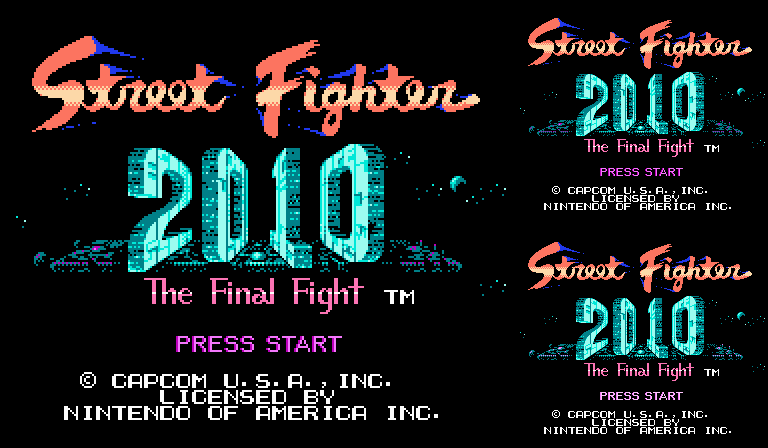 Street Fighter
2010
The Final Fight TM
PRESS START
© CAPCOM U.S.A., INC.
LICENSED BY
NINTENDO OF AMERICA INC.
Street Fighter
2010
The Final Fight TM
PRESS START
© CAPCOM U.S.A., INC.
LICENSED BY
NINTENDO OF AMERICA INC.
Street Fighter
2010
The Final Fight TM
PRESS START
© CAPCOM U.S.A., INC.
LICENSED BY
NINTENDO OF AMERICA INC.